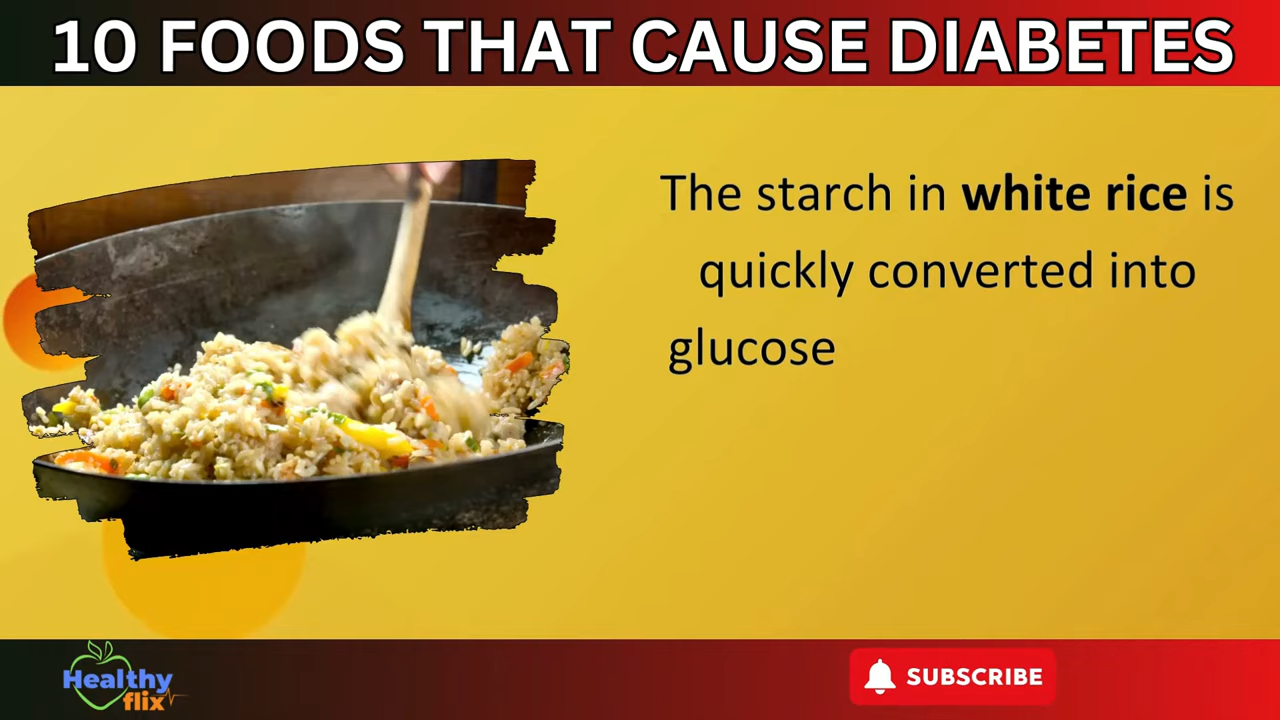 10 FOODS THAT CAUSE DIABETES
The starch in white rice is
quickly converted into
glucose
Healthy
flix
SUBSCRIBE